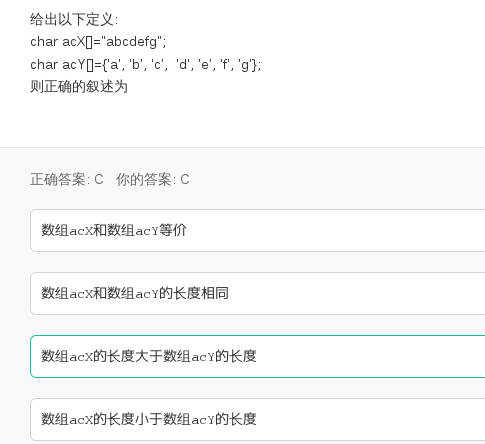 给出以下定义:
char acX[]="abcdefg";
char acY[]={'a', 'b', 'c',  'd', 'e', 'f', 'g'};
则正确的叙述为
正确答案: C   你的答案: C
数组acX和数组acY等价
数组acX和数组acY的长度相同
数组acX的长度大于数组acY的长度
数组acX的长度小于数组acY的长度